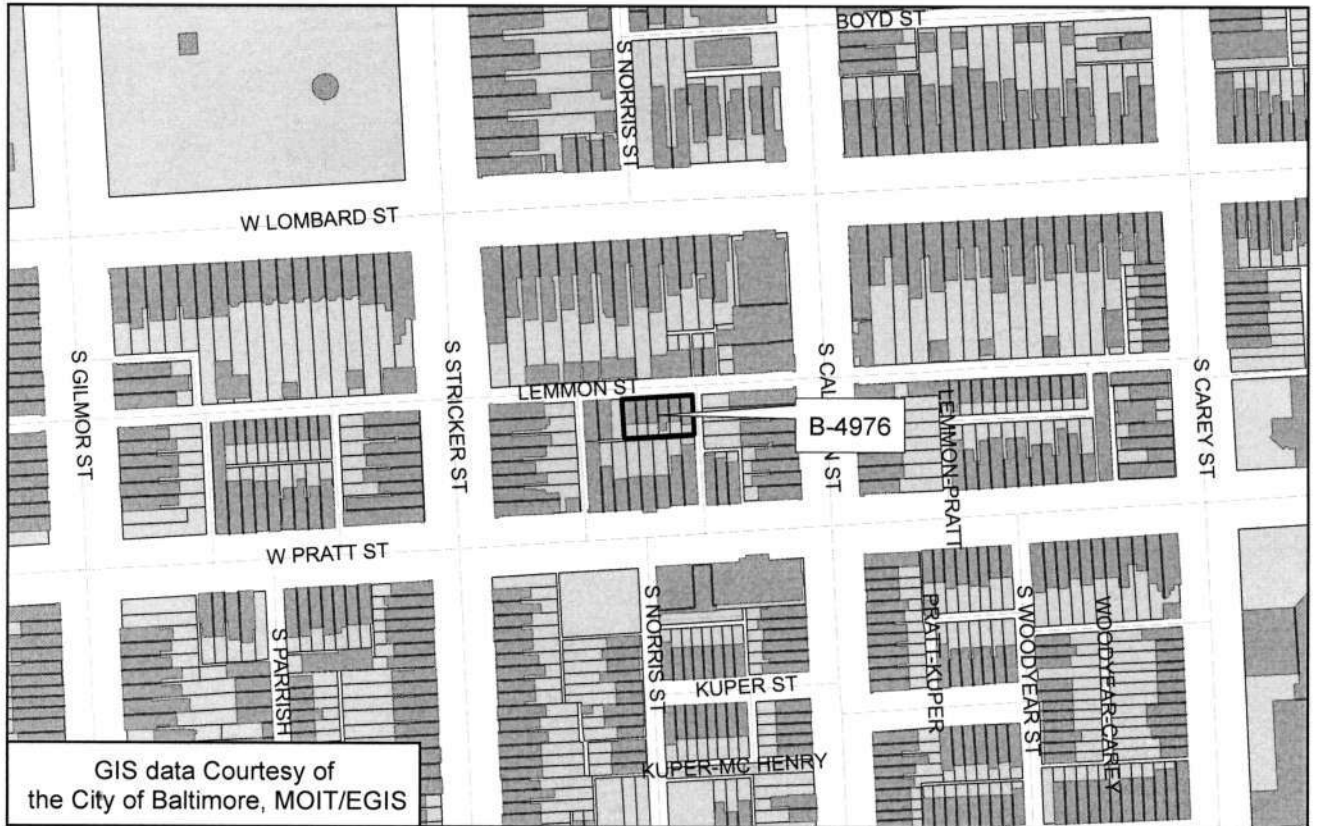 BOYD ST
S NORRIS ST
W LOMBARD ST
S GILMOR ST
S STRICKER ST
LEMMON ST
B-4976
S CAL
N ST
LEMMON-PRATT
S CAREY ST
W PRATT ST
S PARRISH
S NORRIS ST
KUPER ST
PRATT-KUPER
S WOODYEAR ST
WOODYEAR-CAREY
KUPER-MC HENRY
GIS data Courtesy of
the City of Baltimore, MOIT/EGIS